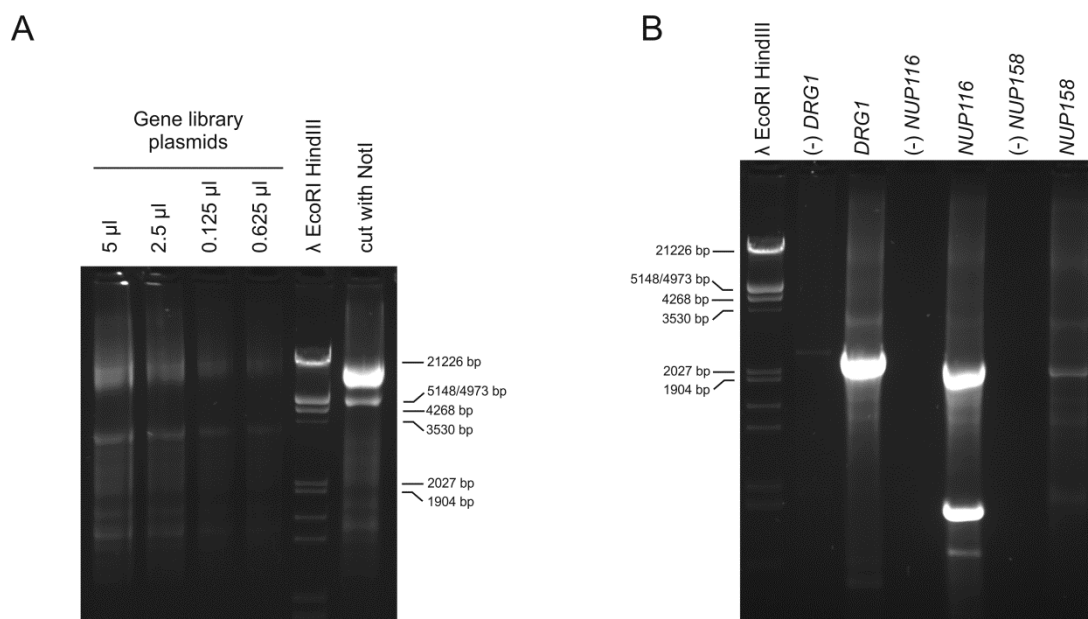 A
Gene library
plasmids
5 µl
2.5 µl
0.125 µl
0.625 µl
λ EcoRI HindIII
cut with NotI
21226 bp
5148/4973 bp
4268 bp
3530 bp
2027 bp
1904 bp
B
λ EcoRI HindIII
(-) DRG1
DRG1
(-) NUP116
NUP116
(-) NUP158
NUP158
21226 bp
5148/4973 bp
4268 bp
3530 bp
2027 bp
1904 bp